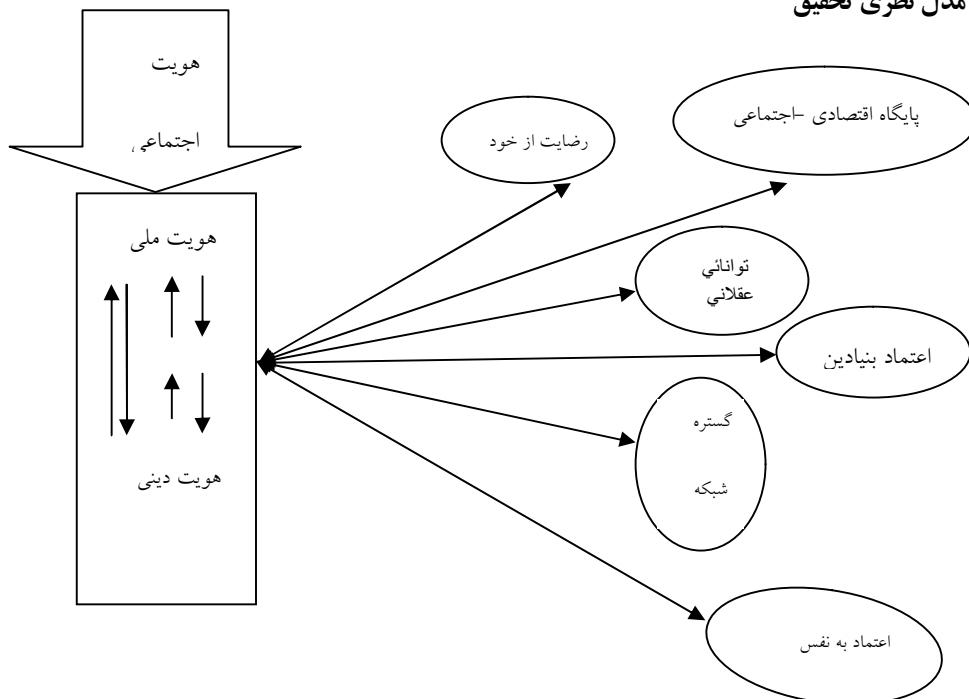 مدل نظری تحقیق
هویت
اجتماعی
پایگاه اقتصادی –اجتماعی
رضایت از خود
هویت ملی
توانائي
عقلاني
اعتماد بنیادین
گستره
شبکه
هویت دینی
اعتماد به نفس